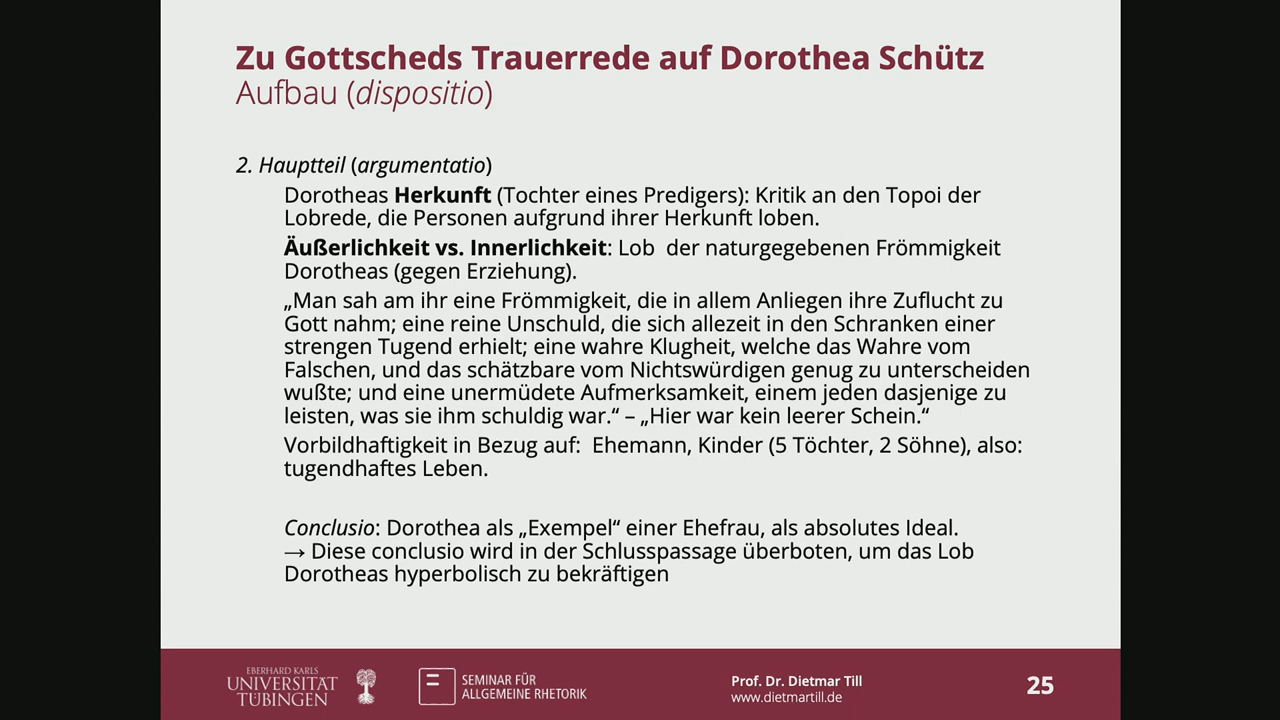 Zu Gottscheds Trauerrede auf Dorothea Schütz
Aufbau (dispositio)
2. Hauptteil (argumentatio)
Dorotheas Herkunft (Tochter eines Predigers): Kritik an den Topoi der
Lobrede, die Personen aufgrund ihrer Herkunft loben.
Äußerlichkeit vs. Innerlichkeit: Lob  der naturgegebenen Frömmigkeit
Dorotheas (gegen Erziehung).
„Man sah am ihr eine Frömmigkeit, die in allem Anliegen ihre Zuflucht zu
Gott nahm; eine reine Unschuld, die sich allezeit in den Schranken einer
strengen Tugend erhielt; eine wahre Klugheit, welche das Wahre vom
Falschen, und das schätzbare vom Nichtswürdigen genug zu unterscheiden
wußte; und eine unermüdete Aufmerksamkeit, einem jeden dasjenige zu
leisten, was sie ihm schuldig war.“ – „Hier war kein leerer Schein.“
Vorbildhaftigkeit in Bezug auf:  Ehemann, Kinder (5 Töchter, 2 Söhne), also:
tugendhaftes Leben.
Conclusio: Dorothea als „Exempel“ einer Ehefrau, als absolutes Ideal.
→ Diese conclusio wird in der Schlusspassage überboten, um das Lob
Dorotheas hyperbolisch zu bekräftigen
EBERHARD KARLS
UNIVERSITÄT
TÜBINGEN
SEMINAR FÜR
ALLGEMEINE RHETORIK
Prof. Dr. Dietmar Till
www.dietmartill.de
25